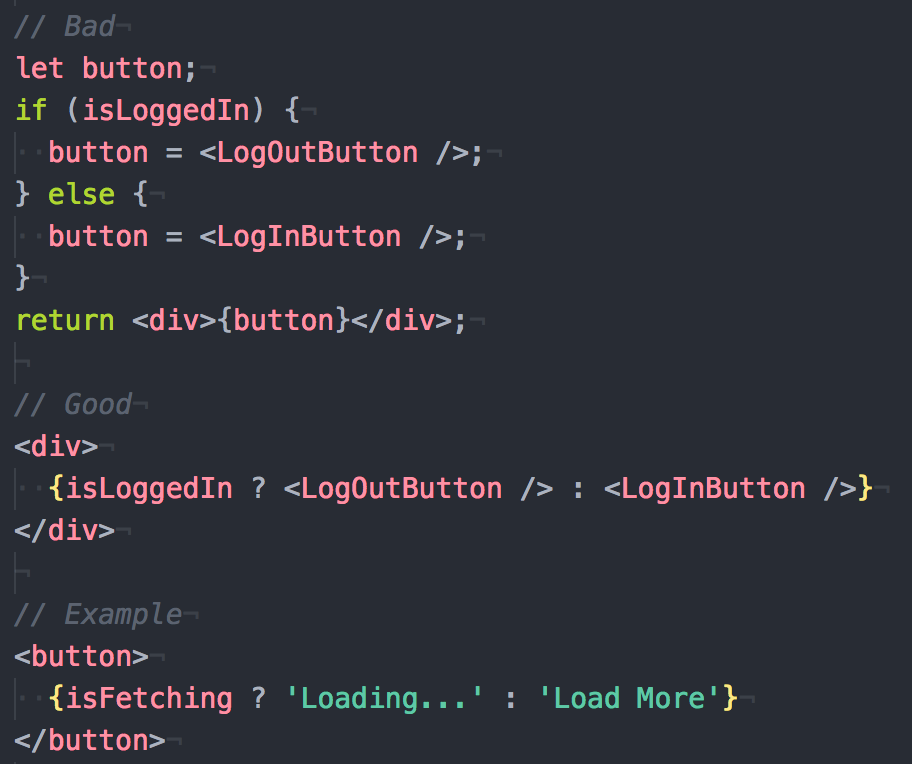 // Bad
let button;
if (isLoggedIn) {
  button = <LogOutButton />;
} else {
  button = <LogInButton />;
}
return <div>{button}</div>;

// Good
<div>
  {isLoggedIn ? <LogOutButton /> : <LogInButton />}
</div>

// Example
<button>
  {isFetching ? 'Loading...' : 'Load More'}
</button>